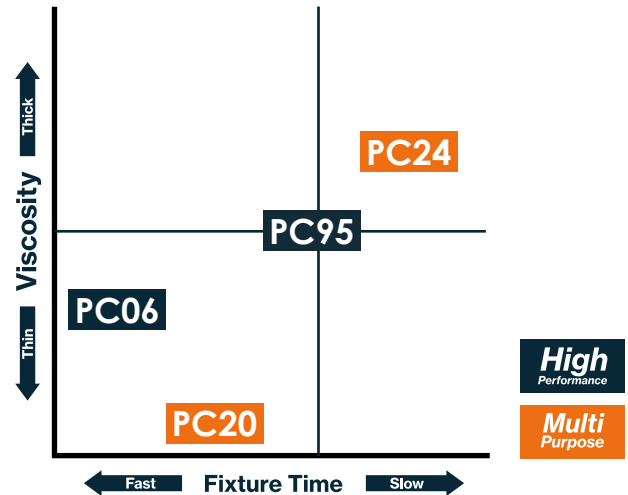 Thick
Viscosity
Thin
PC24
PC95
PC06
PC20
High
Performance
Multi
Purpose
Fast
Fixture Time
Slow